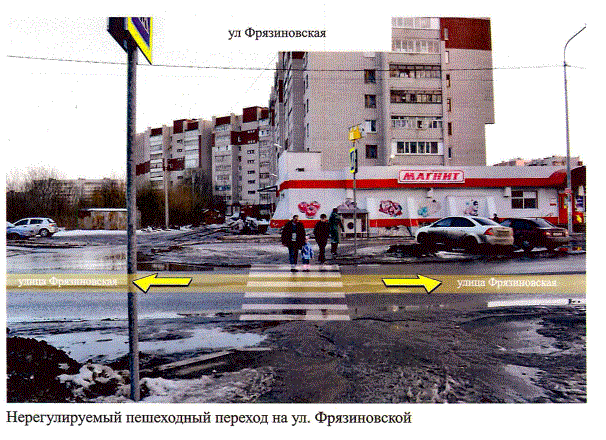 ул Фрязиновская
МАГНИТ
улица Фрязиновская
улица Фрязиновская
Нерегулируемый пешеходный переход на ул. Фрязиновской